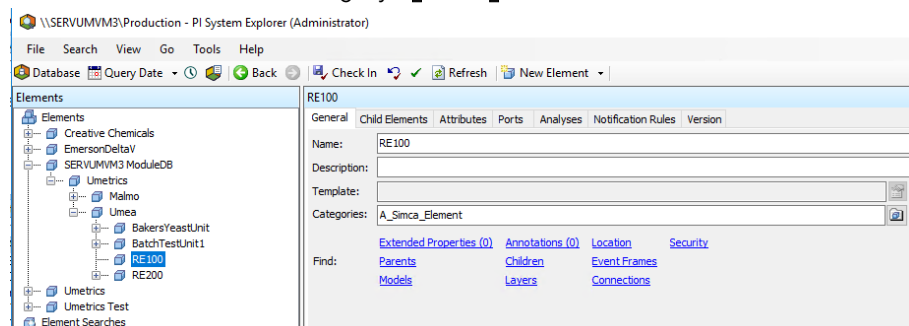 \\SERVUMVM3\Production - PI System Explorer (Administrator)
File Search View Go Tools Help
Database Query Date Back Check In Refresh New Element
Elements
Elements
Creative Chemicals
EmersonDeltaV
SERVUMVM3 ModuleDB
Umetrics
Malmo
Umea
BakersYeastUnit
BatchTestUnit1
RE100
RE200
Umetrics
Umetrics Test
Element Searches
RE100
General Child Elements Attributes Ports Analyses Notification Rules Version
Name: RE100
Description:
Template:
Categories: A_Simca_Element
Extended Properties (0) Annotations (0) Location Security
Find: Parents Children Event Frames
Models Layers Connections